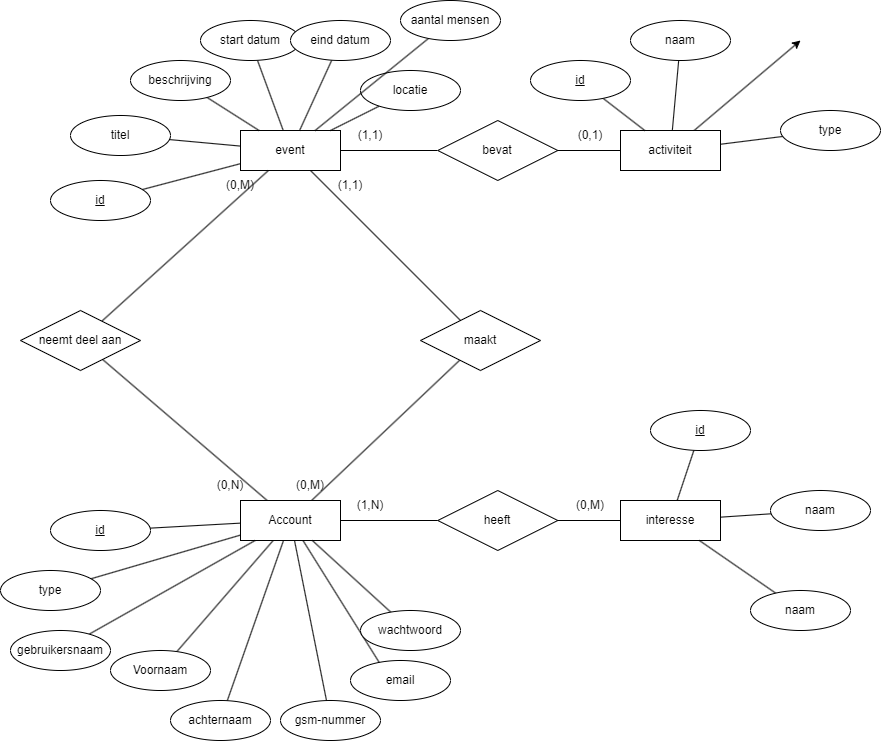 aantal mensen
start datum
eind datum
naam
beschrijving
locatie
id
titel
event
(1,1)
bevat
(0,1)
activiteit
type
(0,M)
(1,1)
id
neemt deel aan
maakt
id
(0,N)
(0,M)
id
Account
(1,N)
heeft
(0,M)
interesse
naam
type
naam
gebruikersnaam
wachtwoord
Voornaam
email
achternaam
gsm-nummer